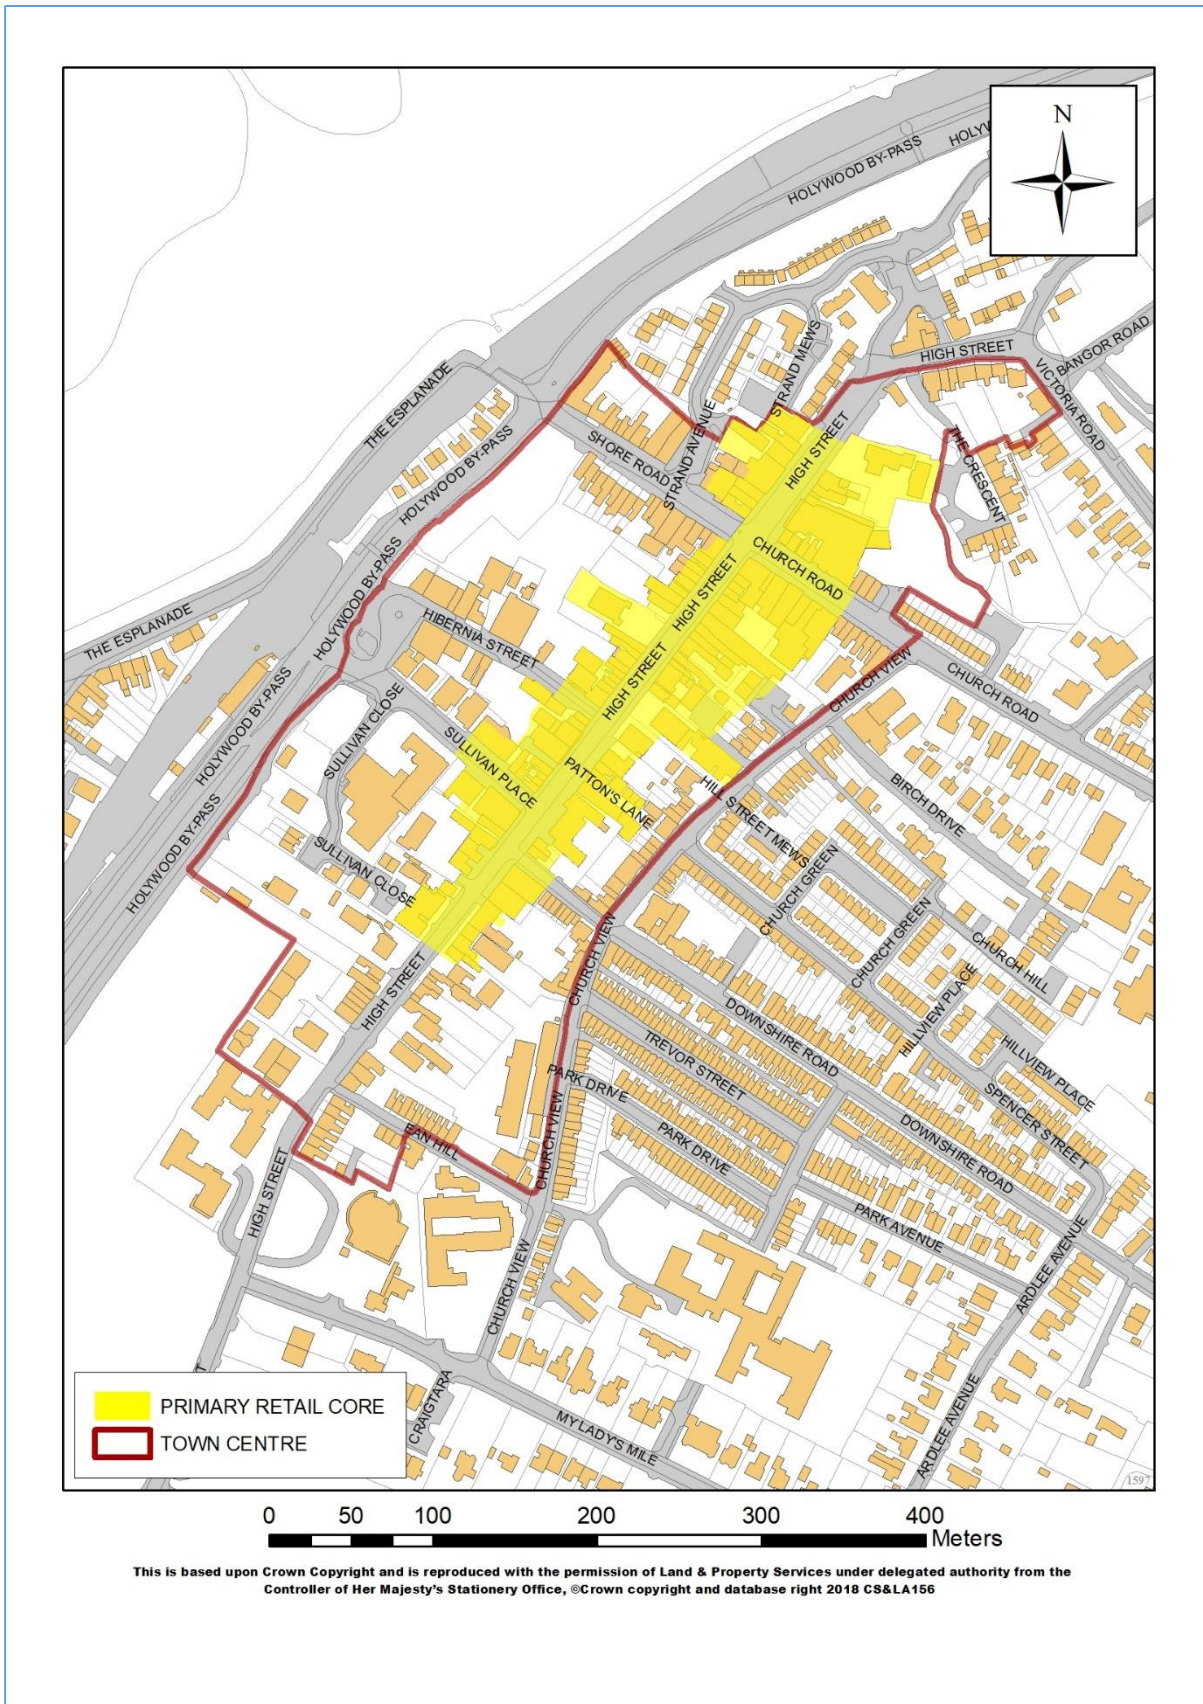 N
HOLYWOOD BY-PASS
THE ESPLANADE
HOLYWOOD BY-PASS
STRAND MEWS
HIGH STREET
BANGOR ROAD
VICTORIA ROAD
STRAND AVENUE
SHORE ROAD
HIGH STREET
THE CRESCENT
HOLYWOOD BY-PASS
CHURCH ROAD
HIGH STREET
THE ESPLANADE
HOLYWOOD BY-PASS
HIBERNIA STREET
HIGH STREET
CHURCH VIEW
CHURCH ROAD
HOLYWOOD BY-PASS
SULLIVAN CLOSE
SULLIVAN PLACE
PATTON'S LANE
HILL STREET MEWS
BIRCH DRIVE
HOLYWOOD BY-PASS
SULLIVAN CLOSE
CHURCH GREEN
CHURCH GREEN
CHURCH HILL
HIGH STREET
CHURCH VIEW
DOWNSHIRE ROAD
HILLVIEW PLACE
HILLVIEW PLACE
TREVOR STREET
SPENCER STREET
PARK DRIVE
EAN HILL
CHURCH VIEW
PARK DRIVE
DOWNSHIRE ROAD
HIGH STREET
PARK AVENUE
ARDLEE AVENUE
CHURCH VIEW
CRAIGTARA
MY LADY'S MILE
ARDLEE AVENUE
PRIMARY RETAIL CORE
TOWN CENTRE
1597
0 50 100 200 300 400
Meters
This is based upon Crown Copyright and is reproduced with the permission of Land & Property Services under delegated authority from the
Controller of Her Majesty's Stationery Office, ©Crown copyright and database right 2018 CS&LA156